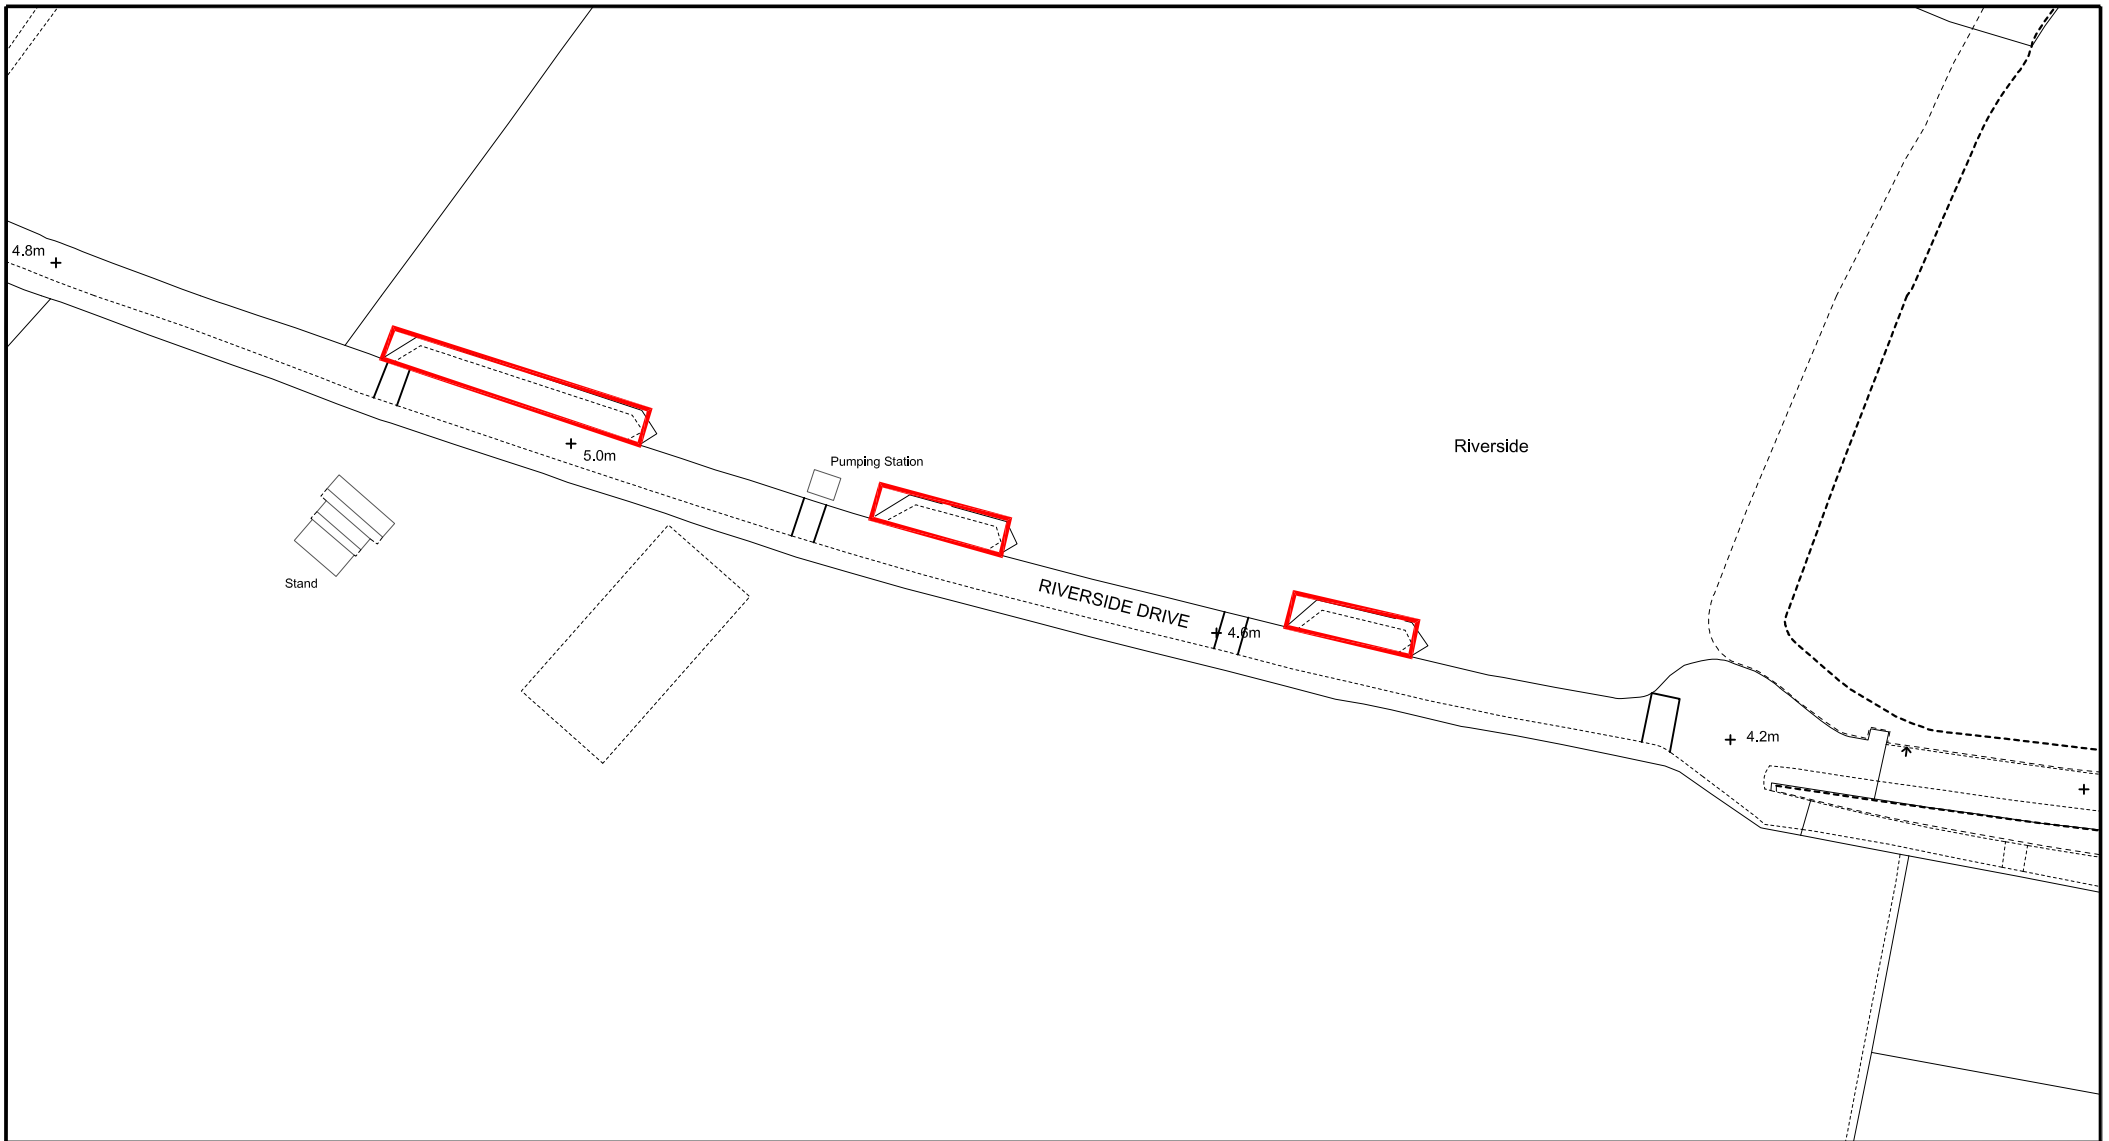 4.8m
5.0m
Pumping Station
Riverside
Stand
RIVERSIDE DRIVE
4.6m
4.2m